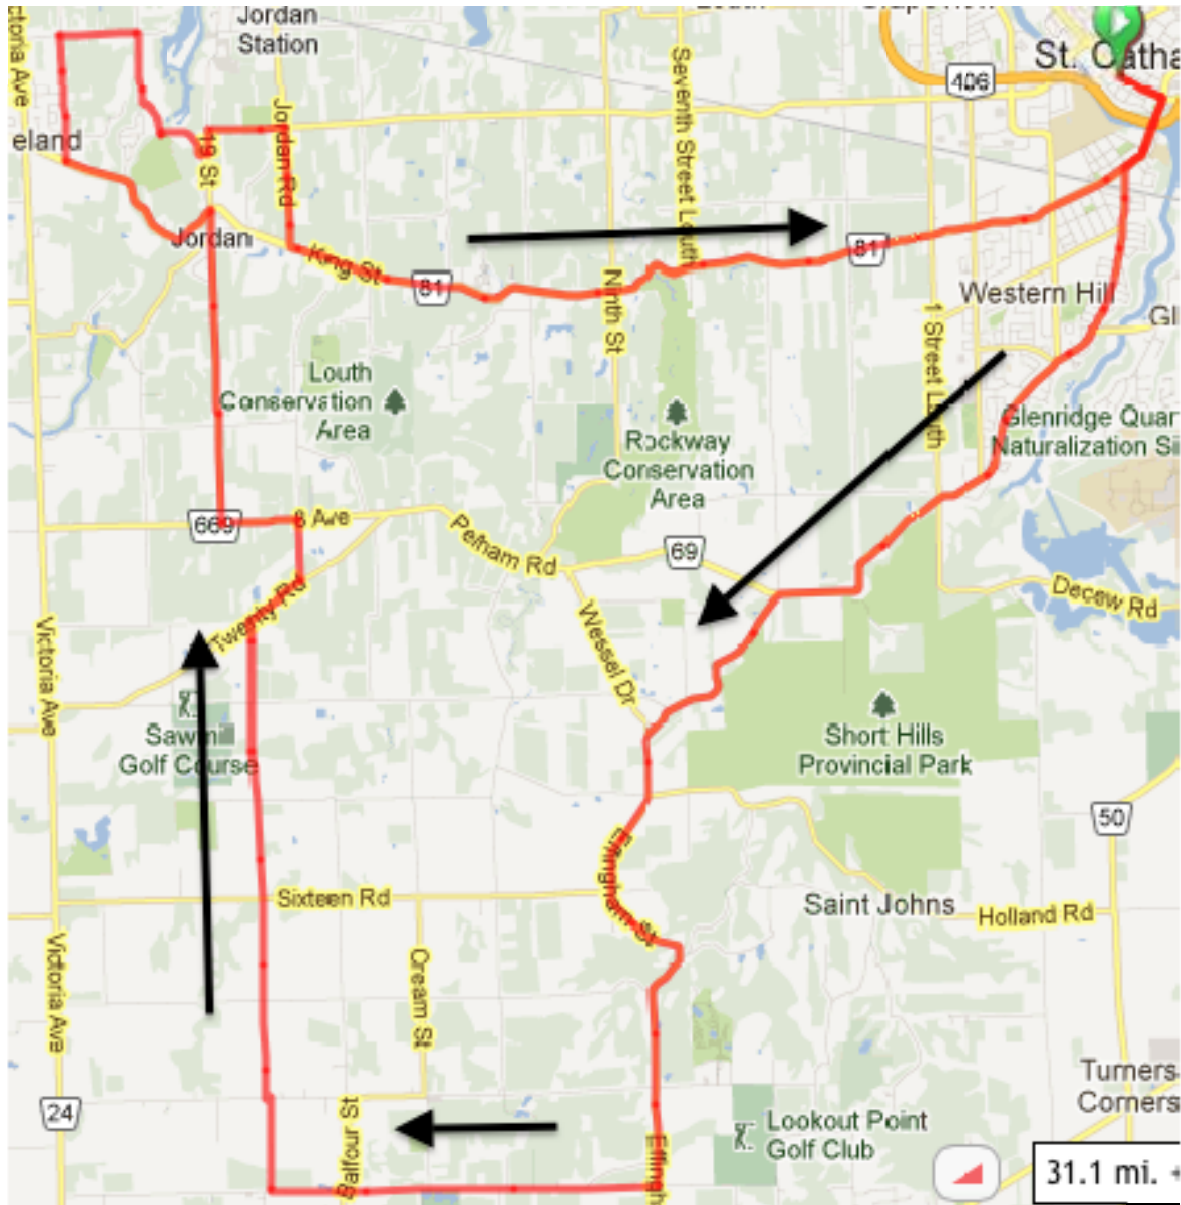 Jordan
Station
406
St. Catha
Victoria Ave
Seventh Street Louth
eland
19 St
Jordan Rd
Jordan
King St
81
81
Ninth St
Western Hill
1 Street Louth
Gl
Louth
Conservation
Area
Rockway
Conservation
Area
Glenridge Quar
Naturalization Si
669
8 Ave
Pelham Rd
69
Decew Rd
Twenty Rd
Wessel Dr
Victoria Ave
Sawmill
Golf Course
Short Hills
Provincial Park
50
Effingham St
Sixteen Rd
Saint Johns
Holland Rd
Victoria Ave
Cream St
24
Balfour St
Effingh
Lookout Point
Golf Club
Turners
Corners
31.1 mi. +